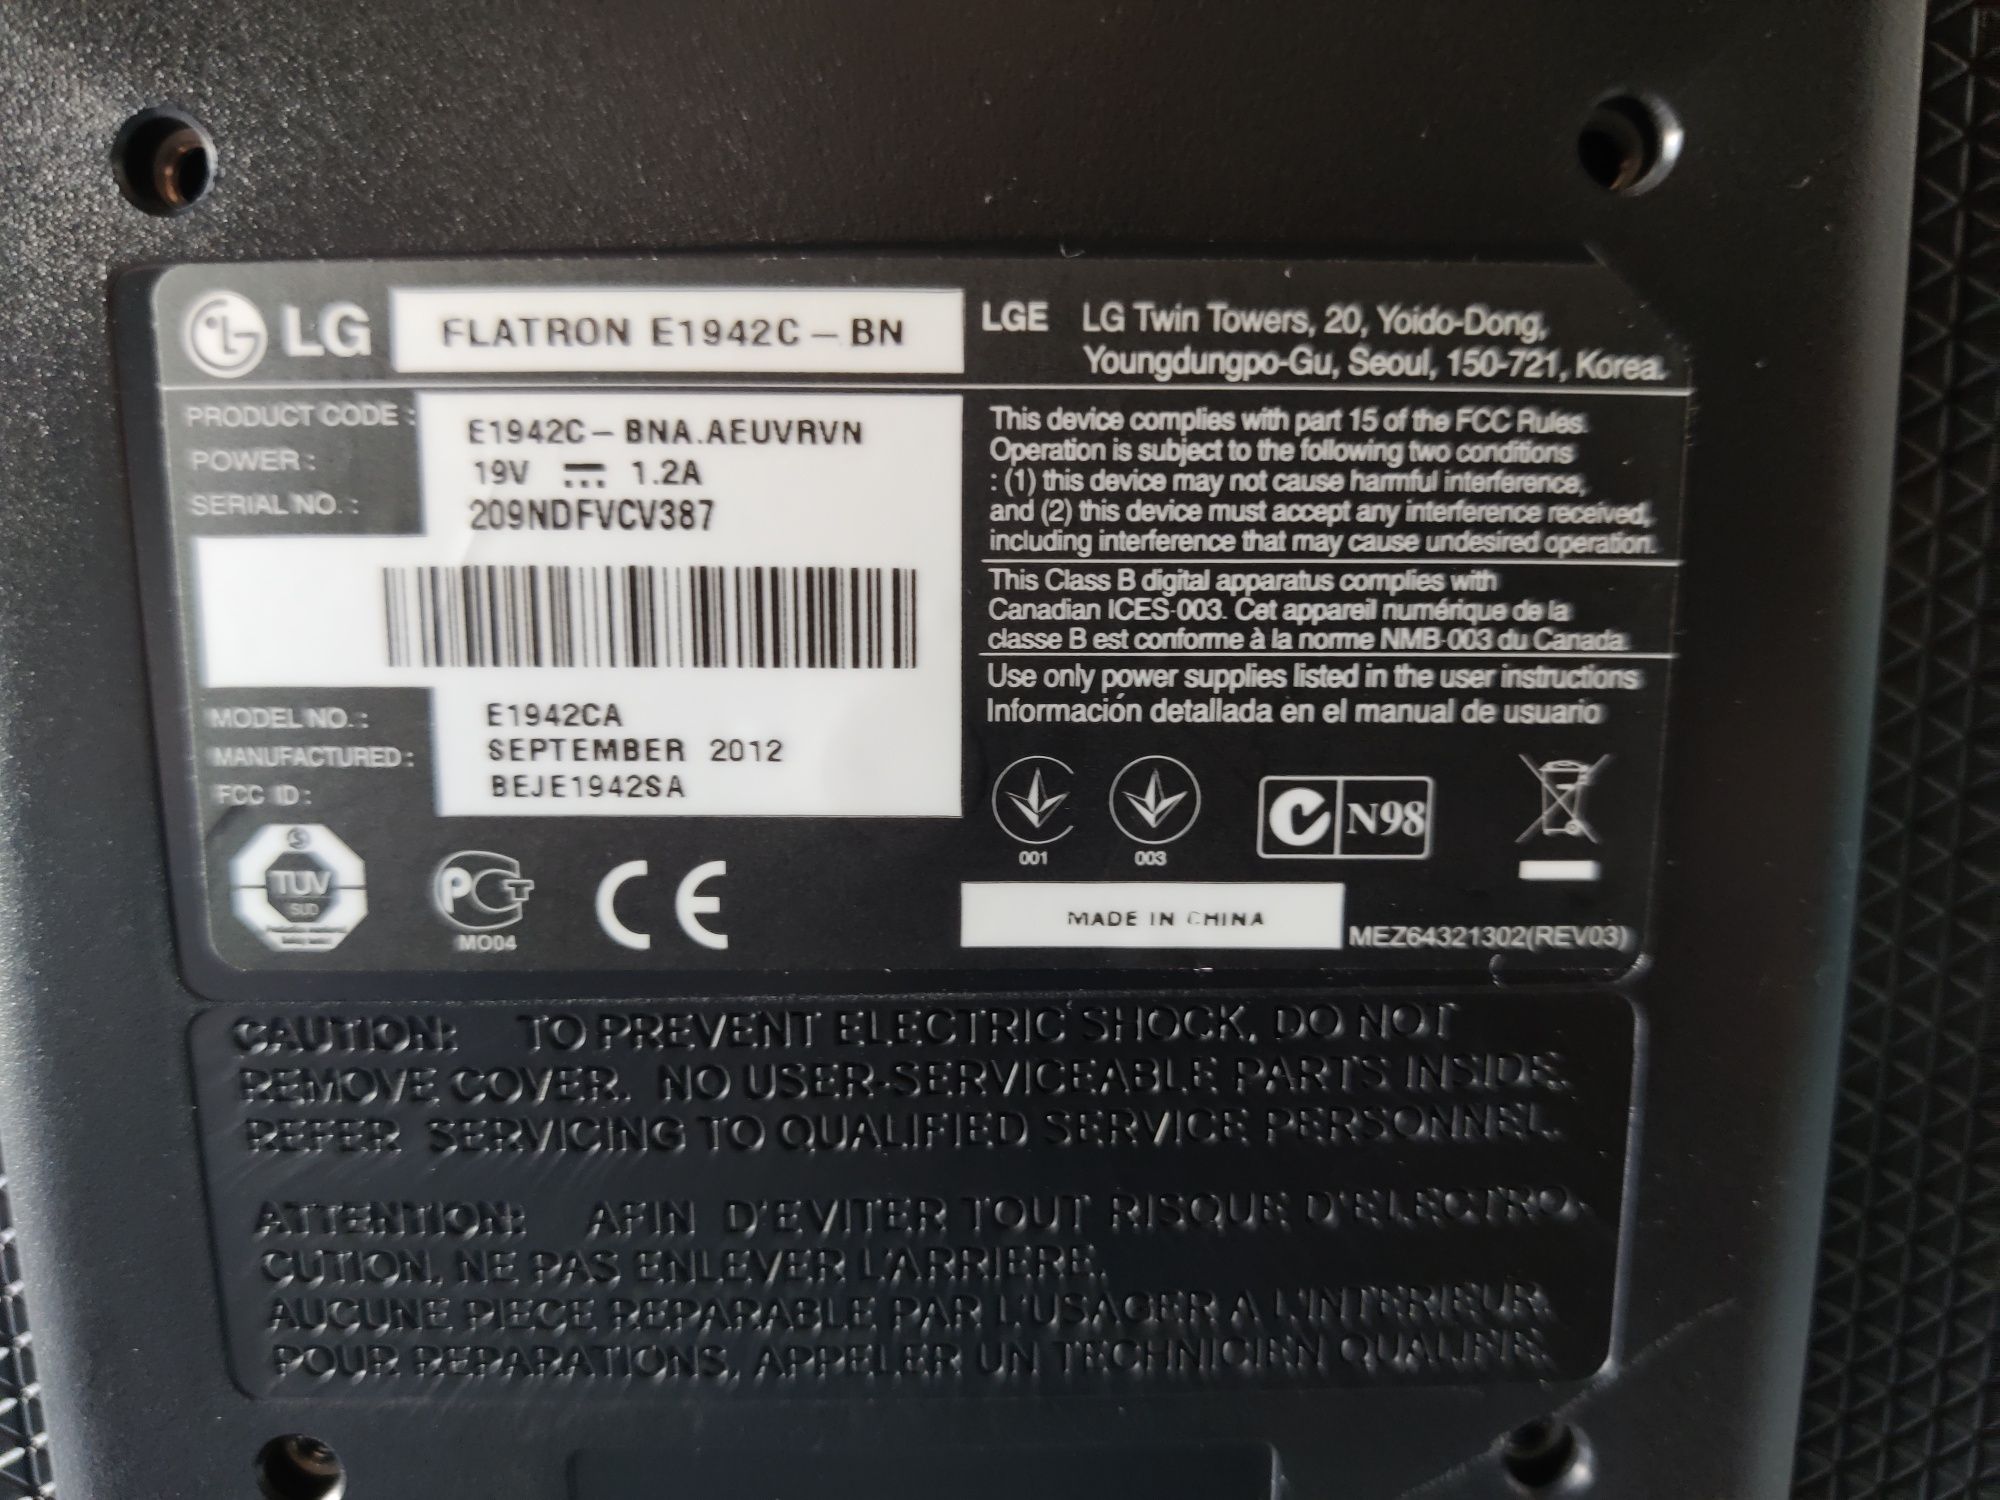 LG
FLATRON E1942C-BN
LGE LG Twin Towers, 20, Yoido-Dong,
Youngdungpo-Gu, Seoul, 150-721, Korea.
PRODUCT CODE : E1942C-BNA.AEUVRVN
POWER : 19V 1.2A
SERIAL NO. : 209NDFVCV387
MODEL NO. : E1942CA
MANUFACTURED : SEPTEMBER 2012
FCC ID : BEJE1942SA
This device complies with part 15 of the FCC Rules.
Operation is subject to the following two conditions
: (1) this device may not cause harmful interference,
and (2) this device must accept any interference received,
including interference that may cause undesired operation.
This Class B digital apparatus complies with
Canadian ICES-003. Cet appareil numérique de la
classe B est conforme à la norme NMB-003 du Canada.
Use only power supplies listed in the user instructions
Información detallada en el manual de usuario
001
003
N98
TUV
SUD
PCT
MO04
CE
MADE IN CHINA
MEZ64321302(REV03)
CAUTION: TO PREVENT ELECTRIC SHOCK, DO NOT
REMOVE COVER. NO USER-SERVICEABLE PARTS INSIDE.
REFER SERVICING TO QUALIFIED SERVICE PERSONNEL.
ATTENTION: AFIN D'EVITER TOUT RISQUE D'ELECTRO-
CUTION, NE PAS ENLEVER L'ARRIERE.
AUCUNE PIECE REPARABLE PAR L'USAGER A L'INTERIEUR.
POUR REPARATIONS, APPELER UN TECHNICIEN QUALIFIE.